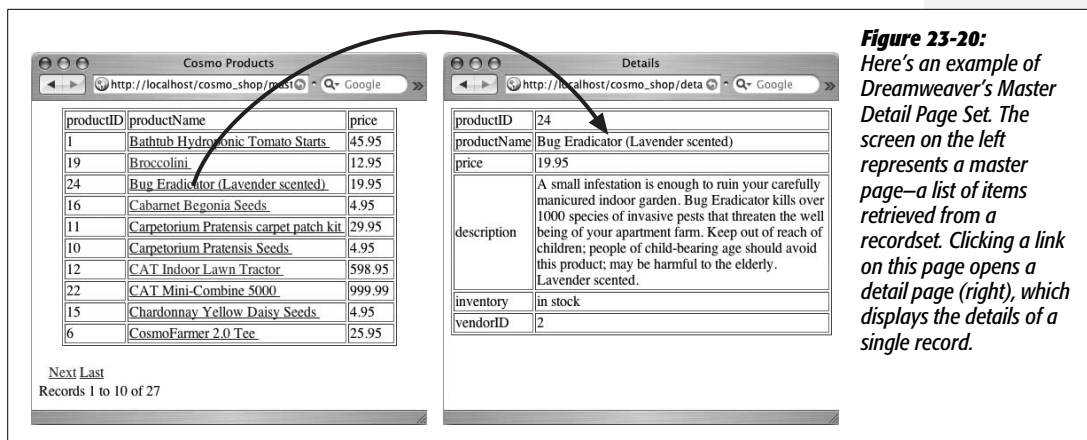 Cosmo Products
http://localhost/cosmo_shop/mast
Google
productID productName price
1 Bathtub Hydroponic Tomato Starts 45.95
19 Broccolini 12.95
24 Bug Eradicator (Lavender scented) 19.95
16 Cabarnet Begonia Seeds 4.95
11 Carpetorium Pratensis carpet patch kit 29.95
10 Carpetorium Pratensis Seeds 4.95
12 CAT Indoor Lawn Tractor 598.95
22 CAT Mini-Combine 5000 999.99
15 Chardonnay Yellow Daisy Seeds 4.95
6 CosmoFarmer 2.0 Tee 25.95
Next Last
Records 1 to 10 of 27
Details
http://localhost/cosmo_shop/deta
Google
productID 24
productName Bug Eradicator (Lavender scented)
price 19.95
description
A small infestation is enough to ruin your carefully
manicured indoor garden. Bug Eradicator kills over
1000 species of invasive pests that threaten the well
being of your apartment farm. Keep out of reach of
children; people of child-bearing age should avoid
this product; may be harmful to the elderly.
Lavender scented.
inventory in stock
vendorID 2
Figure 23-20:
Here's an example of
Dreamweaver's Master
Detail Page Set. The
screen on the left
represents a master
page—a list of items
retrieved from a
recordset. Clicking a link
on this page opens a
detail page (right), which
displays the details of a
single record.